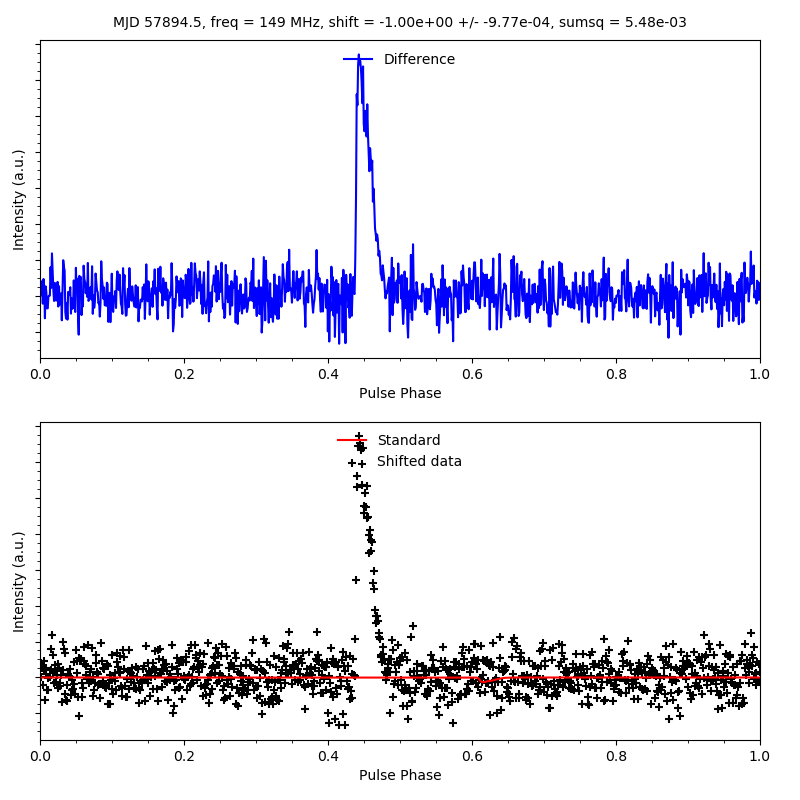 MJD 57894.5, freq = 149 MHz, shift = -1.00e+00 +/- -9.77e-04, sumsq = 5.48e-03
Difference
Intensity (a.u.)
0.0 0.2 0.4 0.6 0.8 1.0
Pulse Phase
Standard
Shifted data
Intensity (a.u.)
0.0 0.2 0.4 0.6 0.8 1.0
Pulse Phase